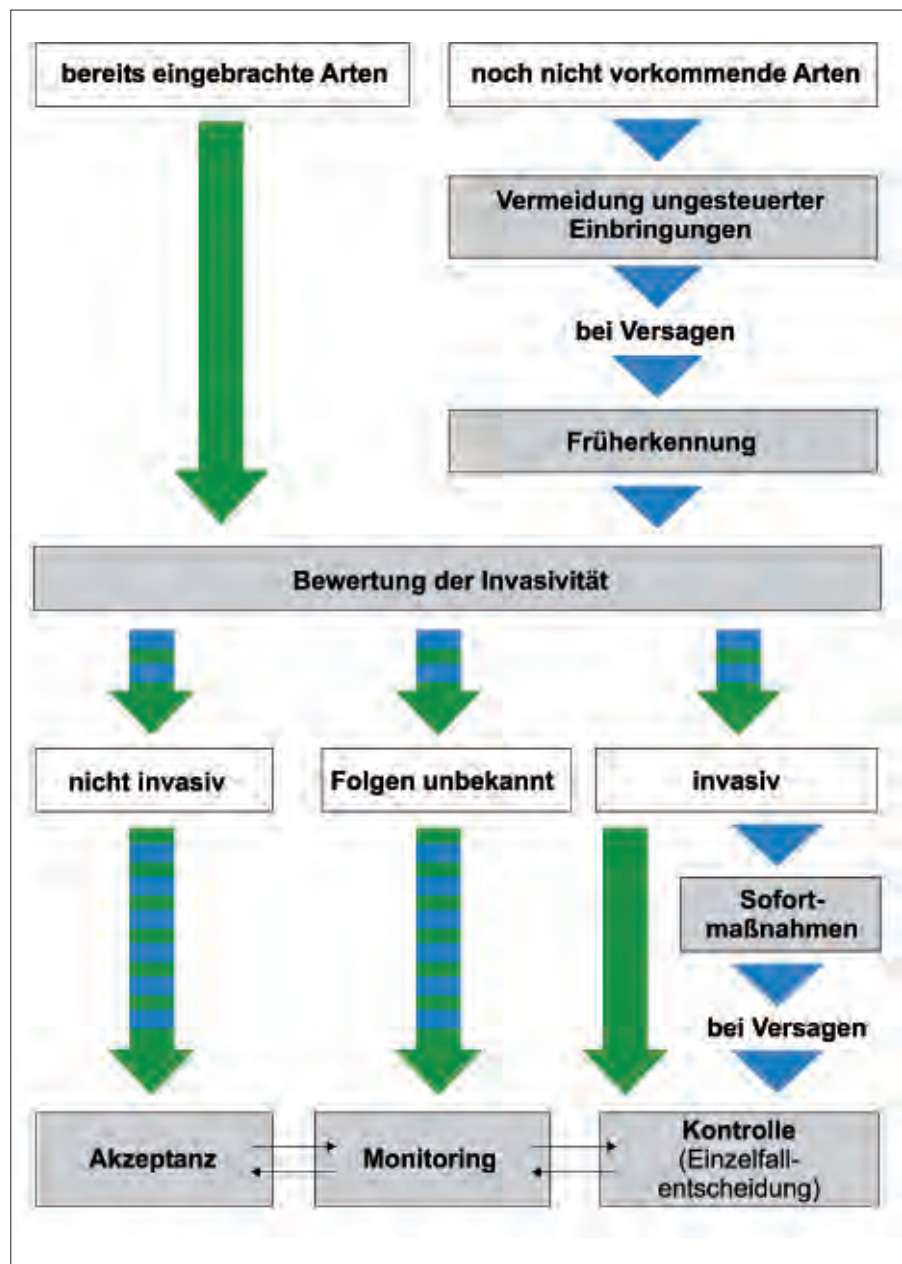 bereits eingebrachte Arten
noch nicht vorkommende Arten
Vermeidung ungesteuerter
Einbringungen
bei Versagen
Früherkennung
Bewertung der Invasivität
nicht invasiv
Folgen unbekannt
invasiv
Sofort-
maßnahmen
bei Versagen
Akzeptanz
Monitoring
Kontrolle
(Einzelfall-
entscheidung)